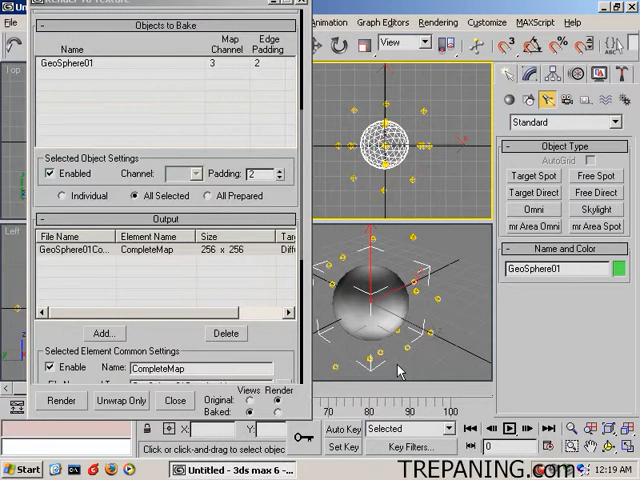 Render To Texture
Animation Graph Editors Rendering Customize MAXScript Help
View
3
Objects to Bake
Name Map Channel Edge Padding
GeoSphere01 3 2
Selected Object Settings
Enabled Channel: Padding: 2
Individual All Selected All Prepared
Output
File Name Element Name Size
GeoSphere01Co... CompleteMap 256 x 256
Add... Delete
Selected Element Common Settings
Enable Name: CompleteMap
Views Render
Render Unwrap Only Close Original:
Baked:
Top
Left
Standard
Object Type
AutoGrid
Target Spot Free Spot
Target Direct Free Direct
Omni Skylight
mr Area Omni mr Area Spot
Name and Color
GeoSphere01
60 70 80 90 100
X: Y:
Auto Key Selected
Set Key Key Filters...
0
Click or click-and-drag to select objec
Start
Untitled - 3ds max 6 -...
12:19 AM
TREPANING.com